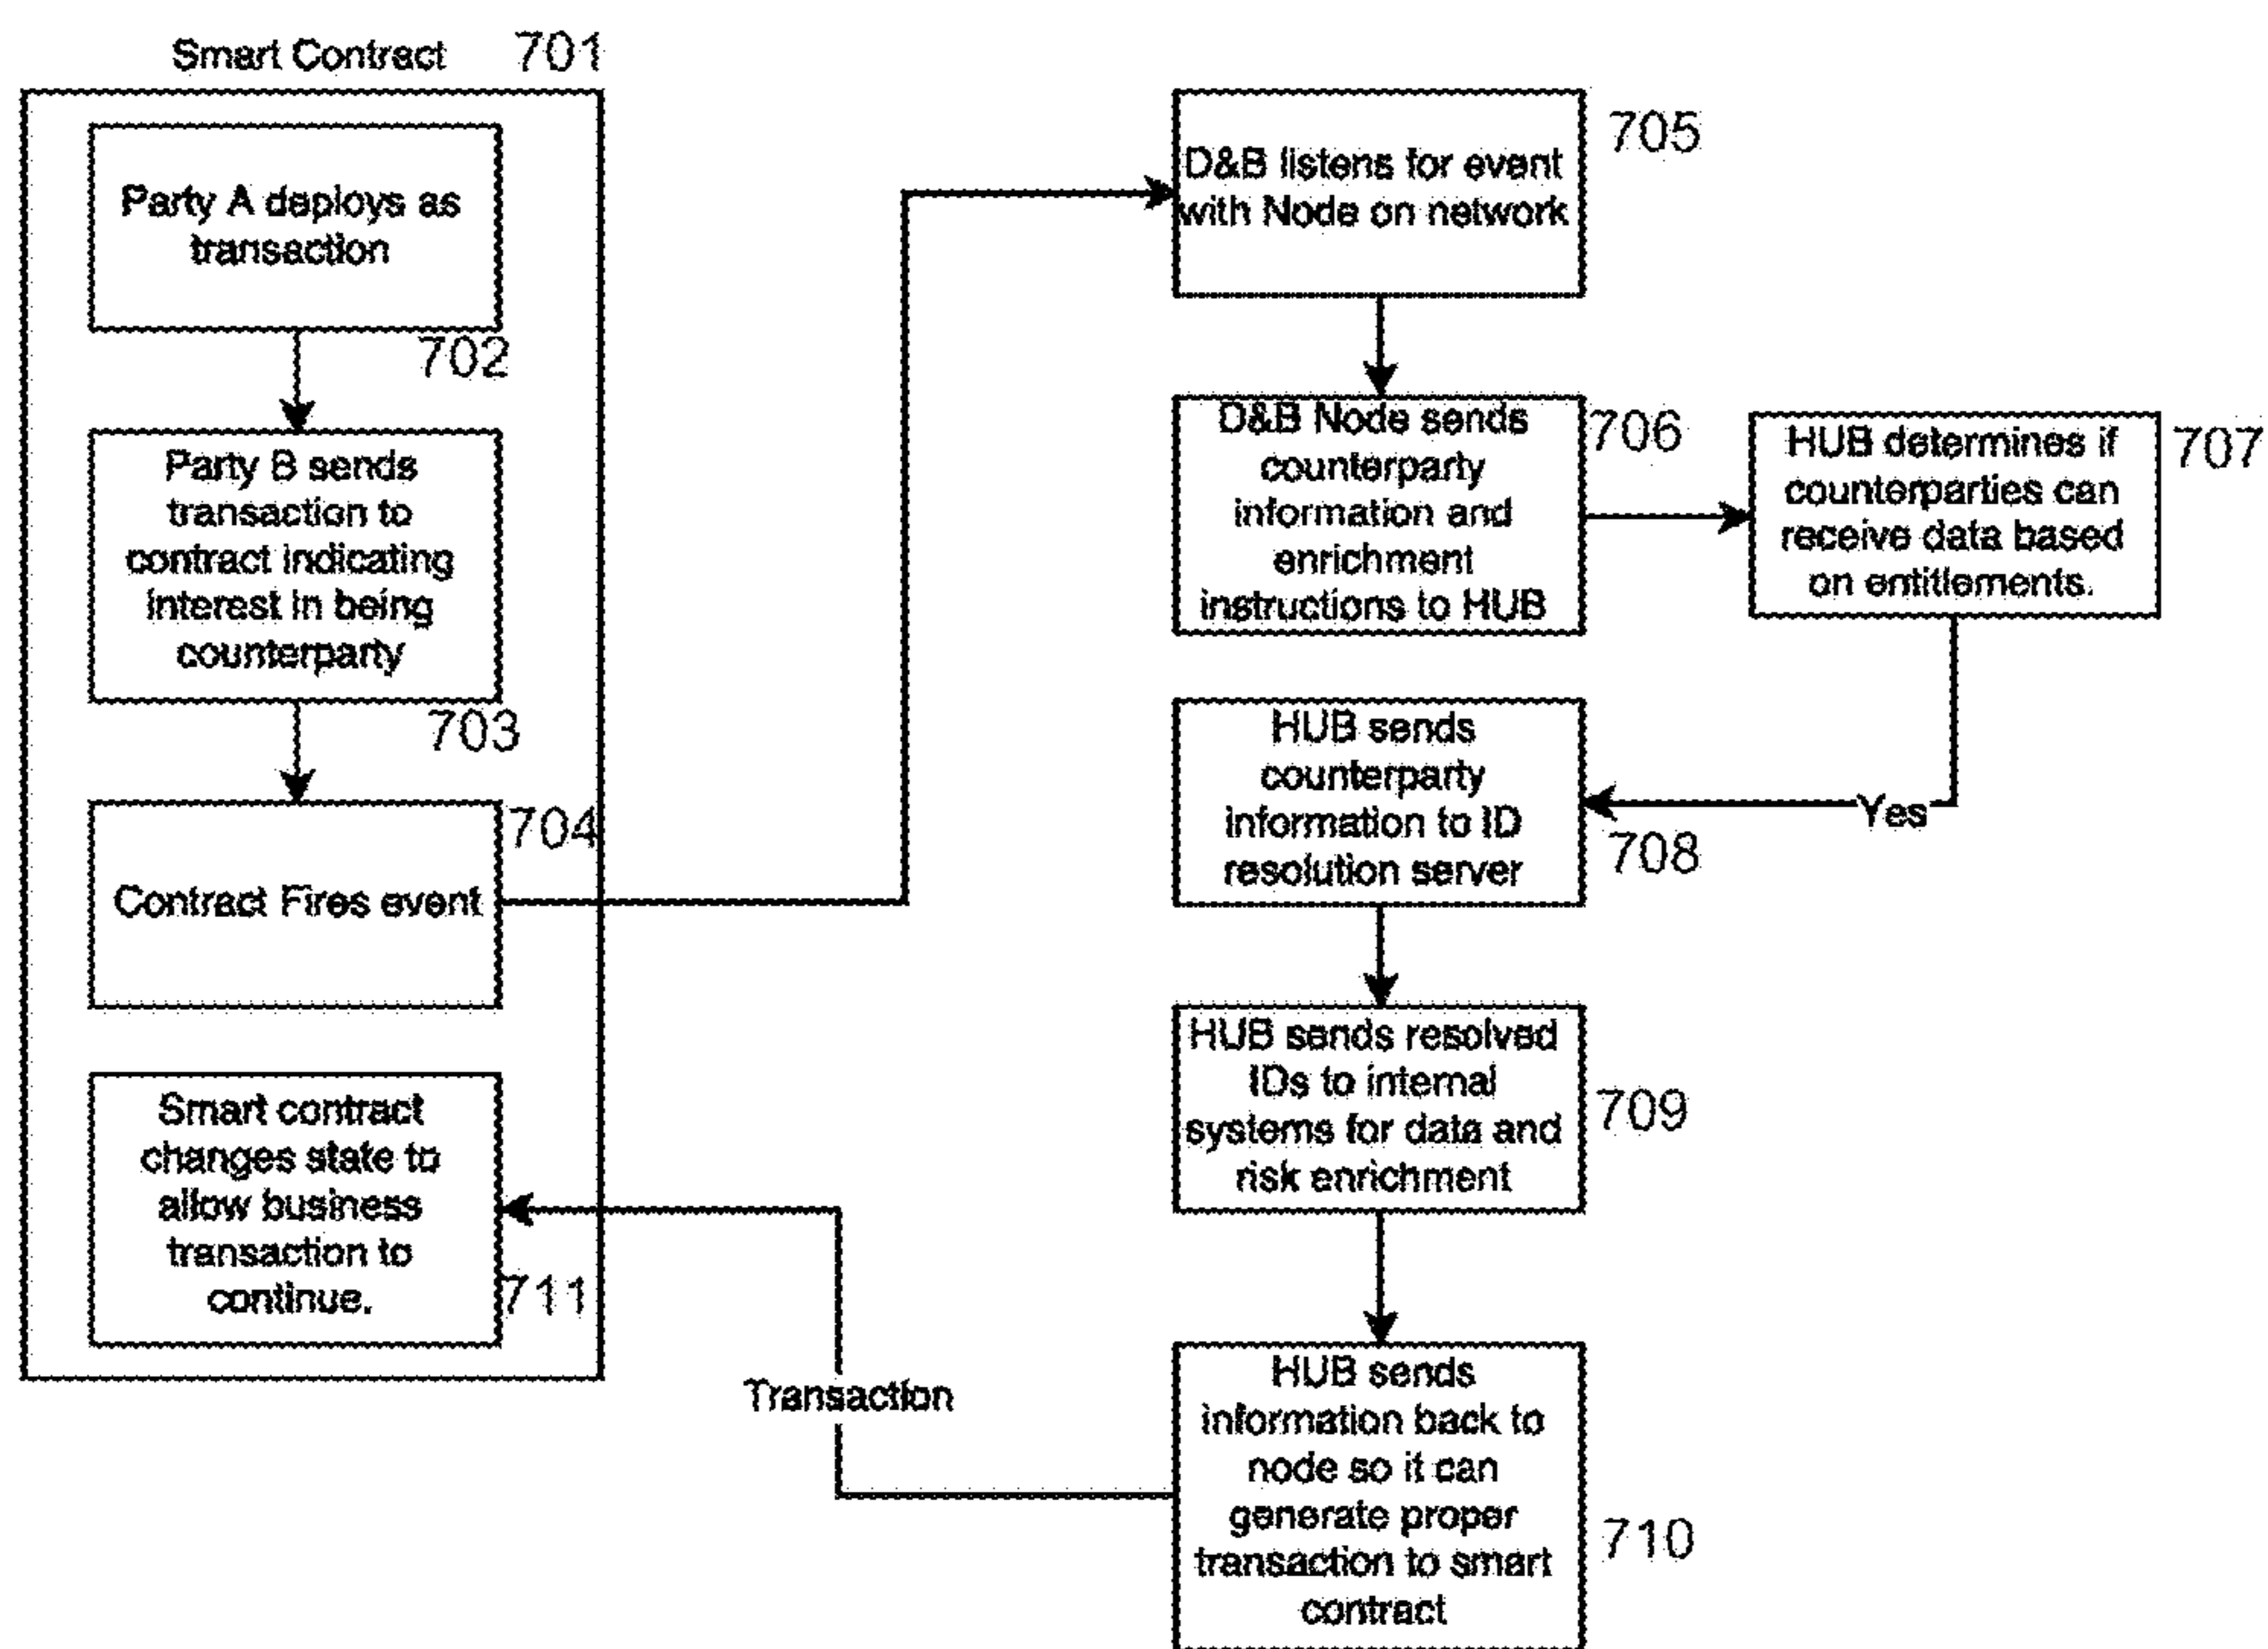 Smart Contract 701
Party A deploys as
transaction
702
Party B sends
transaction to
contract indicating
interest in being
counterparty
703
704
Contract Fires event
Smart contract
changes state to
allow business
transaction to
continue.
711
D&B listens for event
with Node on network
705
D&B Node sends
counterparty
information and
enrichment
instructions to HUB
706
HUB determines if
counterparties can
receive data based
on entitlements.
707
Yes
HUB sends
counterparty
information to ID
resolution server
708
HUB sends resolved
IDs to internal
systems for data and
risk enrichment
709
HUB sends
information back to
node so it can
generate proper
transaction to smart
contract
710
Transaction